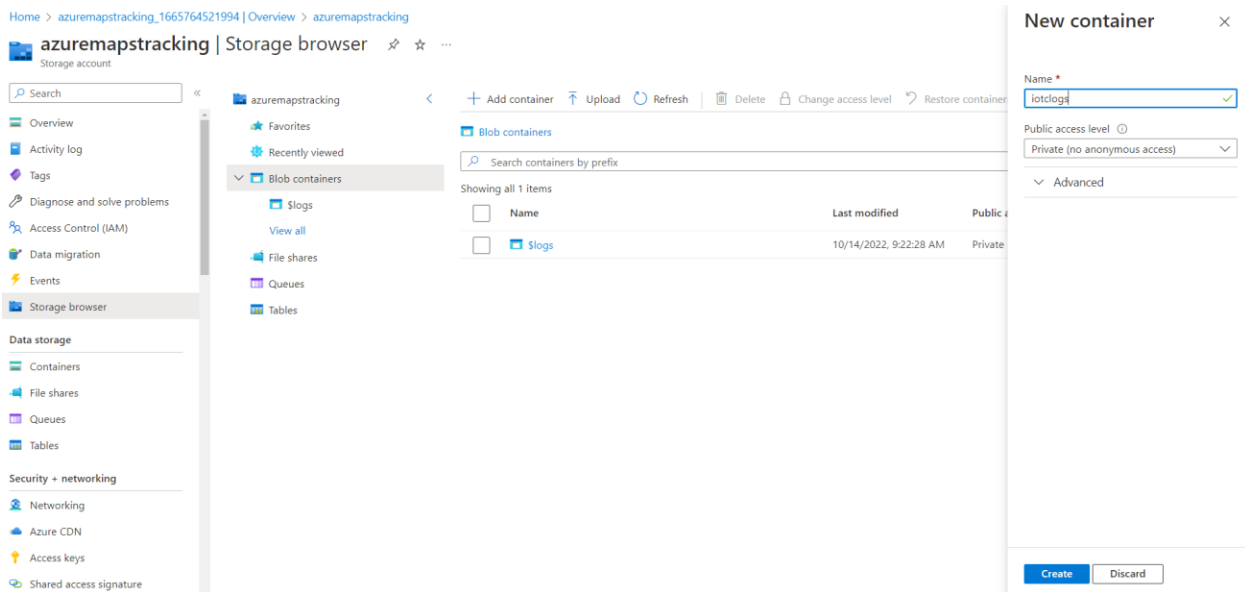 Home > azuremapstracking_1665764521994 | Overview > azuremapstracking
azuremapstracking | Storage browser
Storage account
Search
Overview
Activity log
Tags
Diagnose and solve problems
Access Control (IAM)
Data migration
Events
Storage browser
Data storage
Containers
File shares
Queues
Tables
Security + networking
Networking
Azure CDN
Access keys
Shared access signature
azuremapstracking
Favorites
Recently viewed
Blob containers
$logs
View all
File shares
Queues
Tables
Add container Upload Refresh Delete Change access level Restore container
Blob containers
Search containers by prefix
Showing all 1 items
Name Last modified Public a
$logs 10/14/2022, 9:22:28 AM Private
New container
Name *
iotclogs
Public access level
Private (no anonymous access)
Advanced
Create Discard